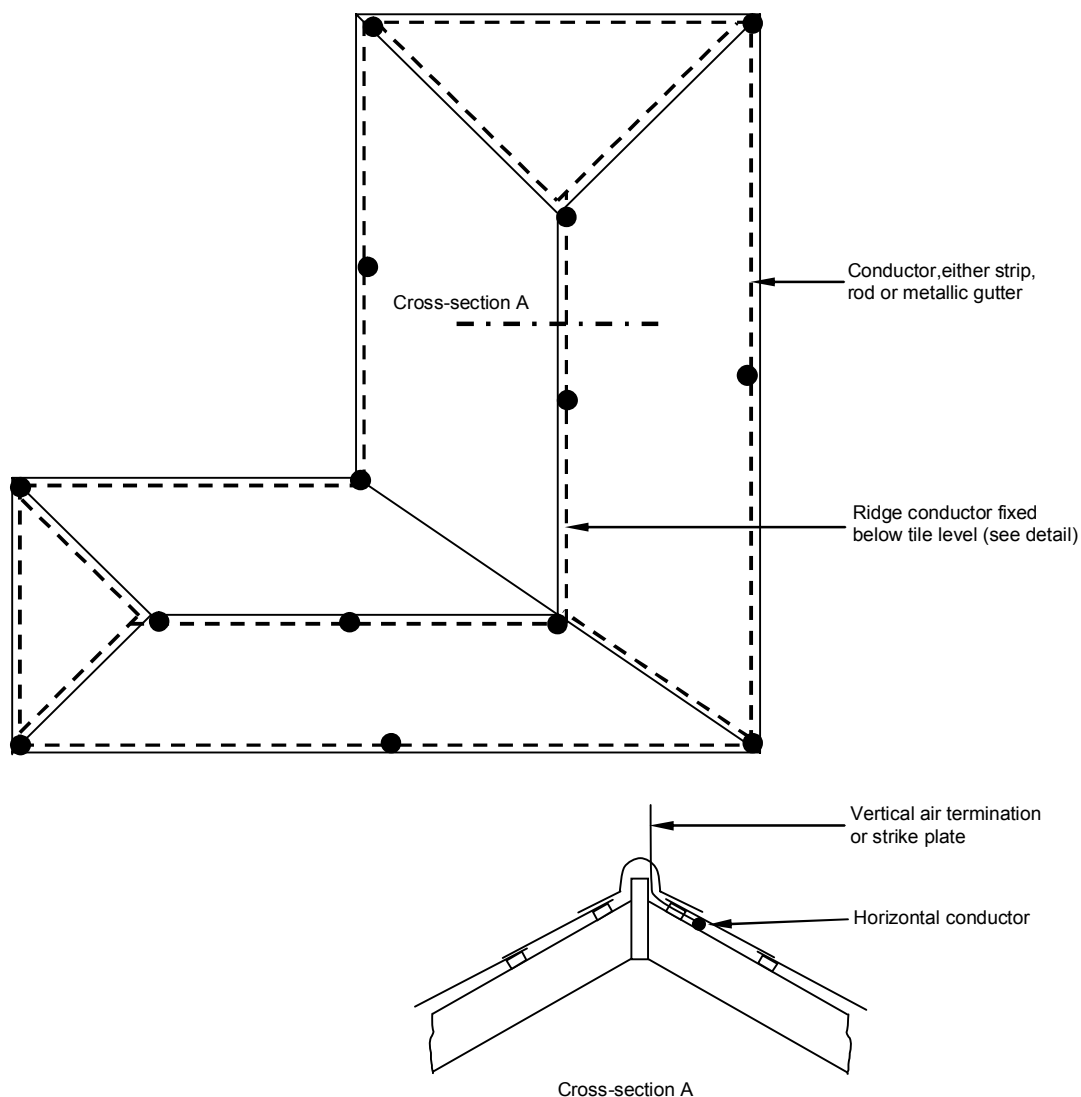 Cross-section A
Conductor,either strip,
rod or metallic gutter
Ridge conductor fixed
below tile level (see detail)
Vertical air termination
or strike plate
Horizontal conductor
Cross-section A